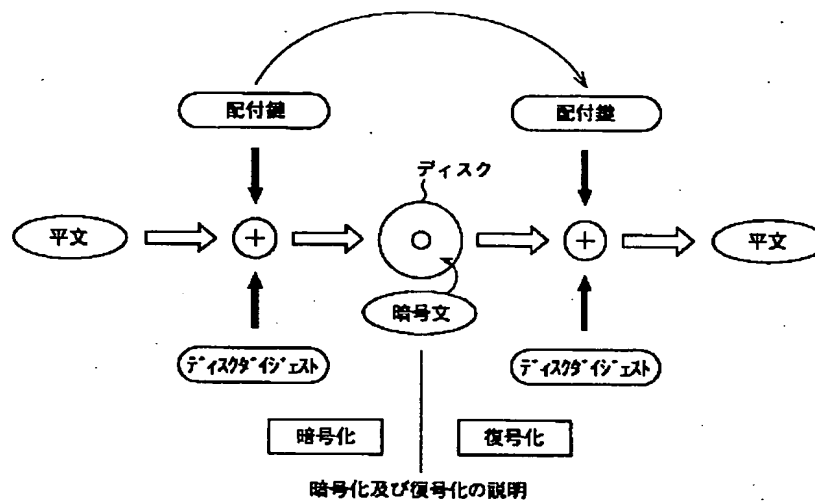 配付鍵
配付鍵
ディスク
平文
+
+
平文
暗号文
ディスクダイジェスト
ディスクダイジェスト
暗号化
復号化
暗号化及び復号化の説明